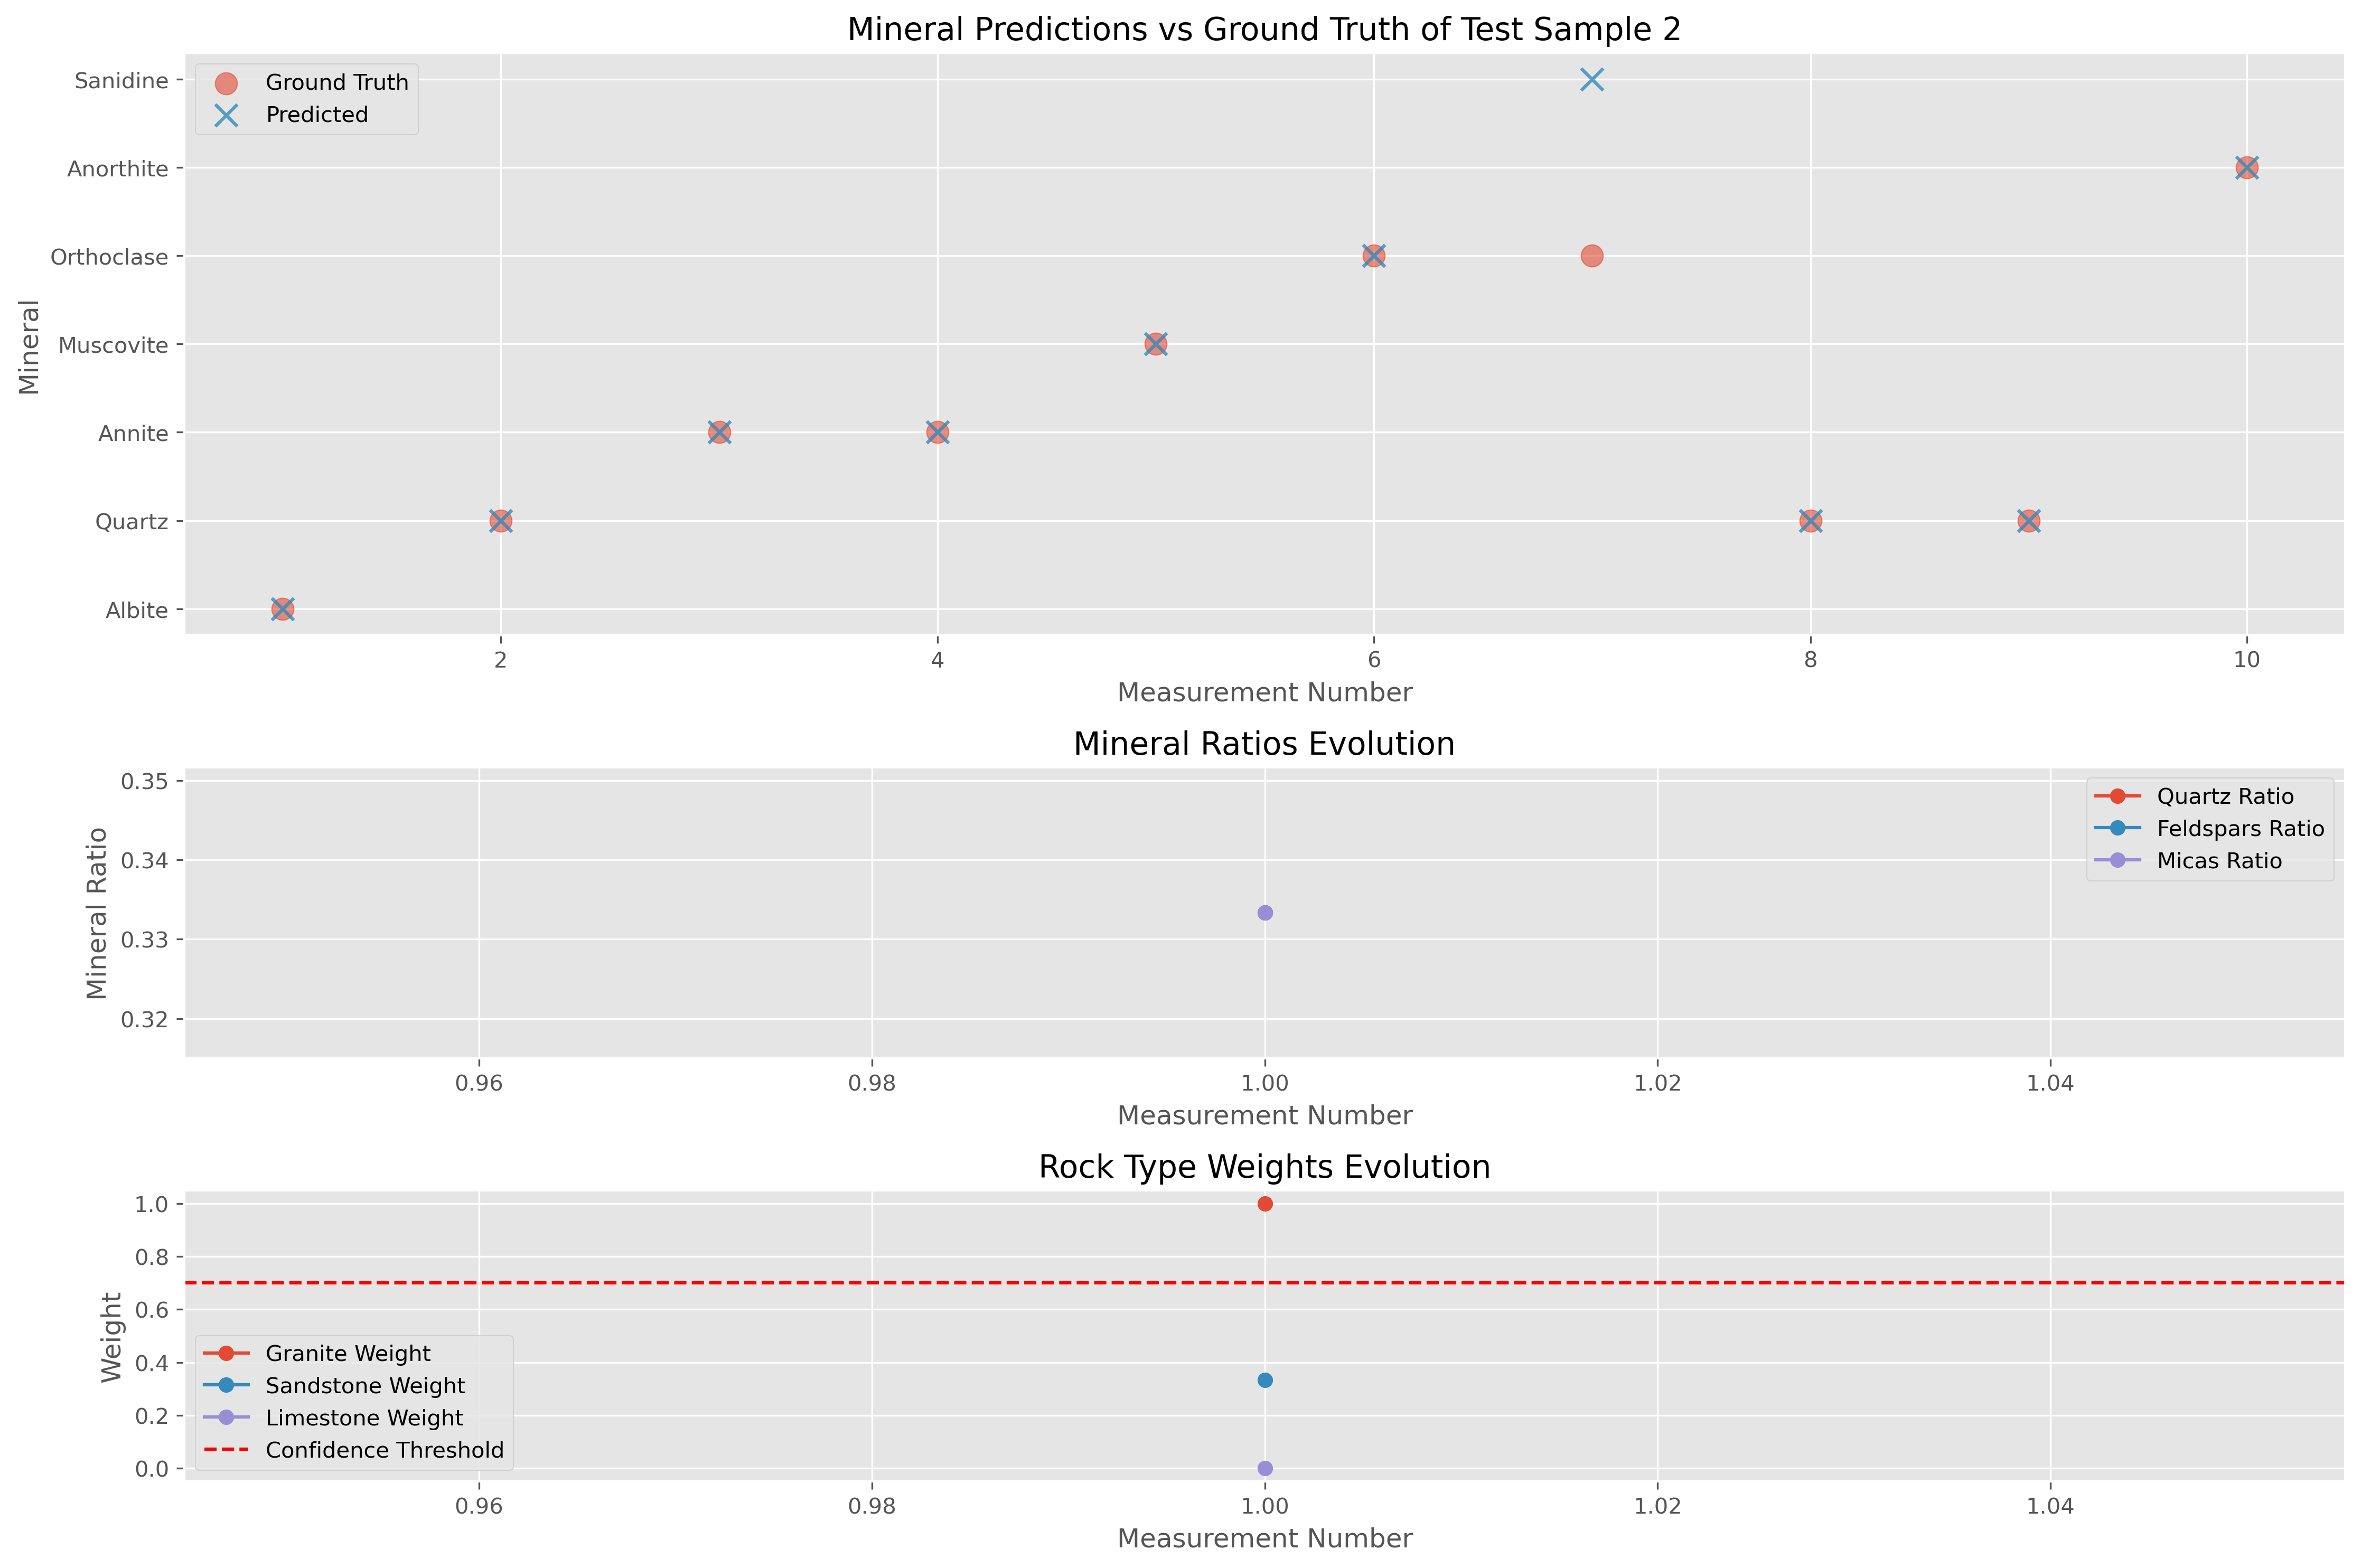 Mineral Predictions vs Ground Truth of Test Sample 2
Ground Truth
Predicted
Mineral
Sanidine
Anorthite
Orthoclase
Muscovite
Annite
Quartz
Albite
2 4 6 8 10
Measurement Number
Mineral Ratios Evolution
Quartz Ratio
Feldspars Ratio
Micas Ratio
Mineral Ratio
0.35
0.34
0.33
0.32
0.96 0.98 1.00 1.02 1.04
Measurement Number
Rock Type Weights Evolution
Weight
1.0
0.8
0.6
0.4
0.2
0.0
Granite Weight
Sandstone Weight
Limestone Weight
Confidence Threshold
0.96 0.98 1.00 1.02 1.04
Measurement Number